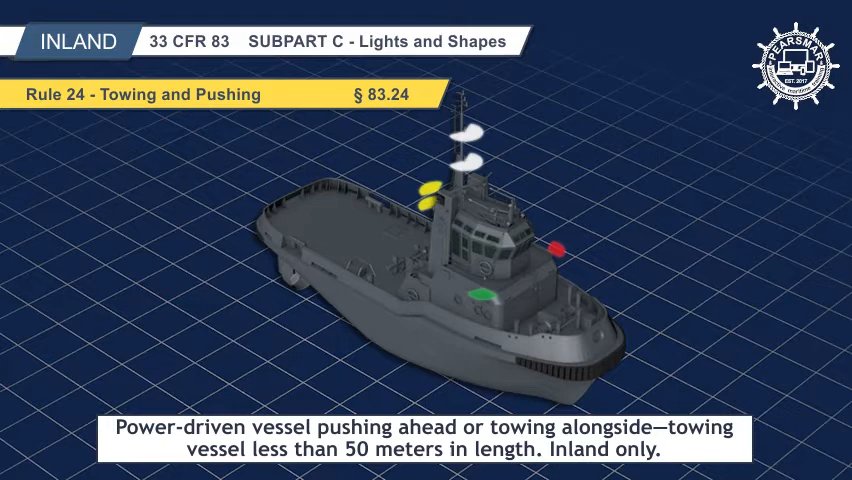 INLAND
33 CFR 83 SUBPART C - Lights and Shapes
Rule 24 - Towing and Pushing § 83.24
PEARSMAR
EST. 2017
Power-driven vessel pushing ahead or towing alongside—towing
vessel less than 50 meters in length. Inland only.